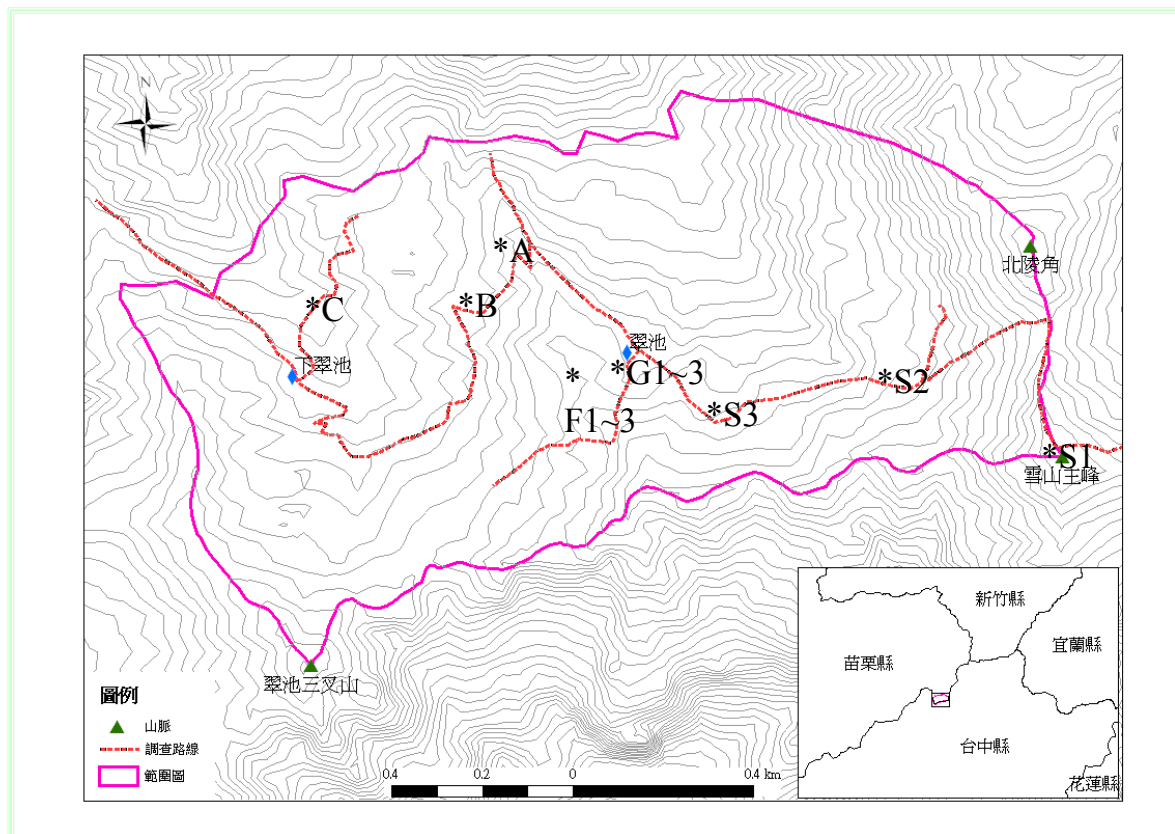 N
*A
北陵角
*B
*C
翠池
下翠池
*G1~3
*
*S2
F1~3
*S3
*S1
雪山主峰
翠池三叉山
圖例
山脈
調查路線
範圍圖
0.4 0.2 0 0.4 km
新竹縣
宜蘭縣
苗栗縣
台中縣
花蓮縣